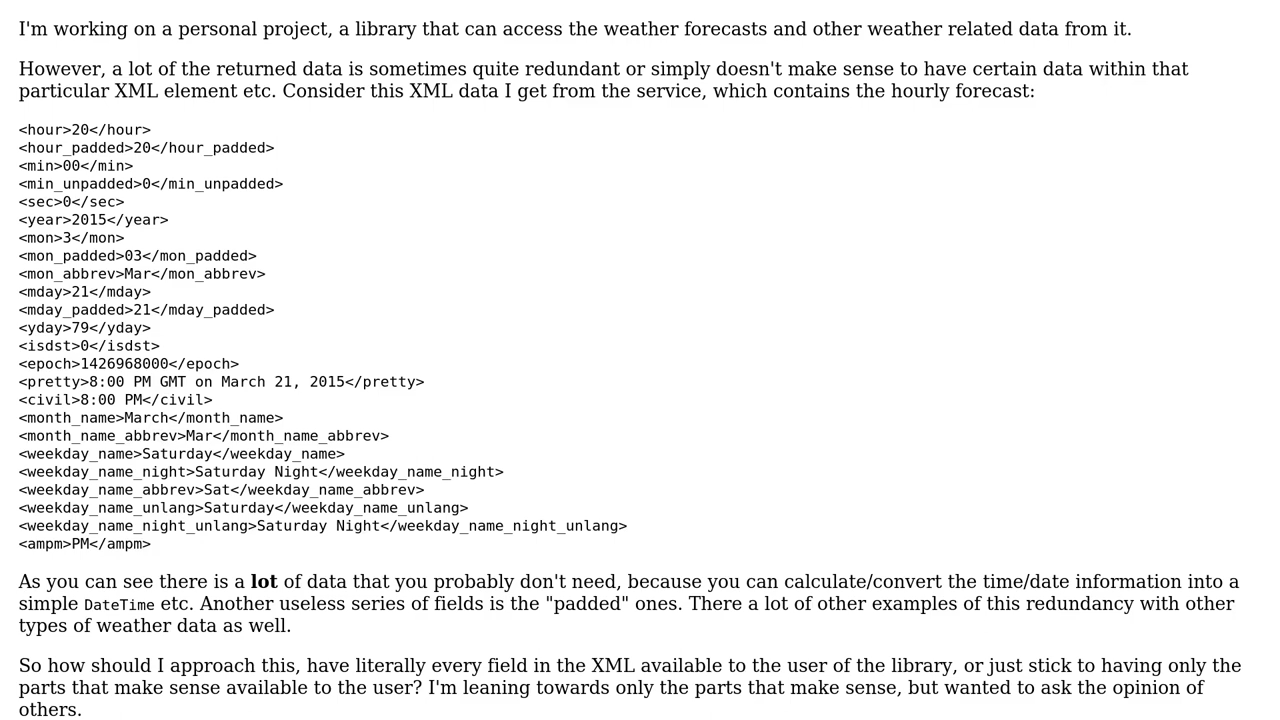 I'm working on a personal project, a library that can access the weather forecasts and other weather related data from it.
However, a lot of the returned data is sometimes quite redundant or simply doesn't make sense to have certain data within that
particular XML element etc. Consider this XML data I get from the service, which contains the hourly forecast:
<hour>20</hour>
<hour_padded>20</hour_padded>
<min>00</min>
<min_unpadded>0</min_unpadded>
<sec>0</sec>
<year>2015</year>
<mon>3</mon>
<mon_padded>03</mon_padded>
<mon_abbrev>Mar</mon_abbrev>
<mday>21</mday>
<mday_padded>21</mday_padded>
<yday>79</yday>
<isdst>0</isdst>
<epoch>1426968000</epoch>
<pretty>8:00 PM GMT on March 21, 2015</pretty>
<civil>8:00 PM</civil>
<month_name>March</month_name>
<month_name_abbrev>Mar</month_name_abbrev>
<weekday_name>Saturday</weekday_name>
<weekday_name_night>Saturday Night</weekday_name_night>
<weekday_name_abbrev>Sat</weekday_name_abbrev>
<weekday_name_unlang>Saturday</weekday_name_unlang>
<weekday_name_night_unlang>Saturday Night</weekday_name_night_unlang>
<ampm>PM</ampm>
As you can see there is a lot of data that you probably don't need, because you can calculate/convert the time/date information into a
simple DateTime etc. Another useless series of fields is the "padded" ones. There a lot of other examples of this redundancy with other
types of weather data as well.
So how should I approach this, have literally every field in the XML available to the user of the library, or just stick to having only the
parts that make sense available to the user? I'm leaning towards only the parts that make sense, but wanted to ask the opinion of
others.